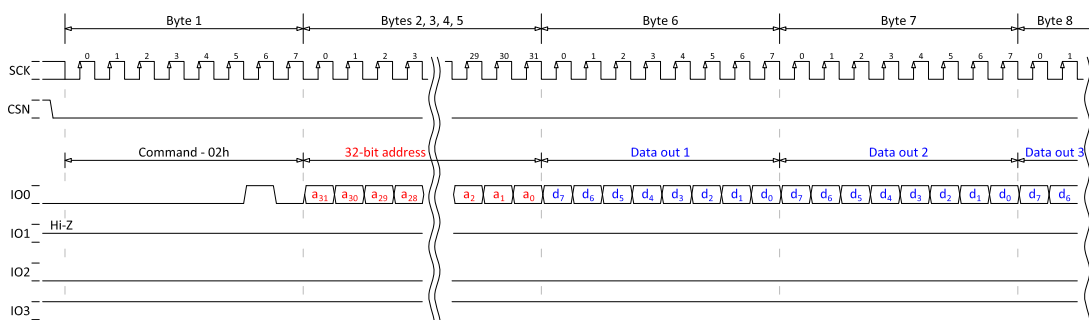 Byte 1 Bytes 2, 3, 4, 5 Byte 6 Byte 7 Byte 8
0 1 2 3 4 5 6 7 0 1 2 3 29 30 31 0 1 2 3 4 5 6 7 0 1 2 3 4 5 6 7 0 1
SCK
CSN
Command - 02h 32-bit address Data out 1 Data out 2 Data out 3
IO0 a31 a30 a29 a28 a2 a1 a0 d7 d6 d5 d4 d3 d2 d1 d0 d7 d6 d5 d4 d3 d2 d1 d0 d7 d6
Hi-Z
IO1
IO2
IO3